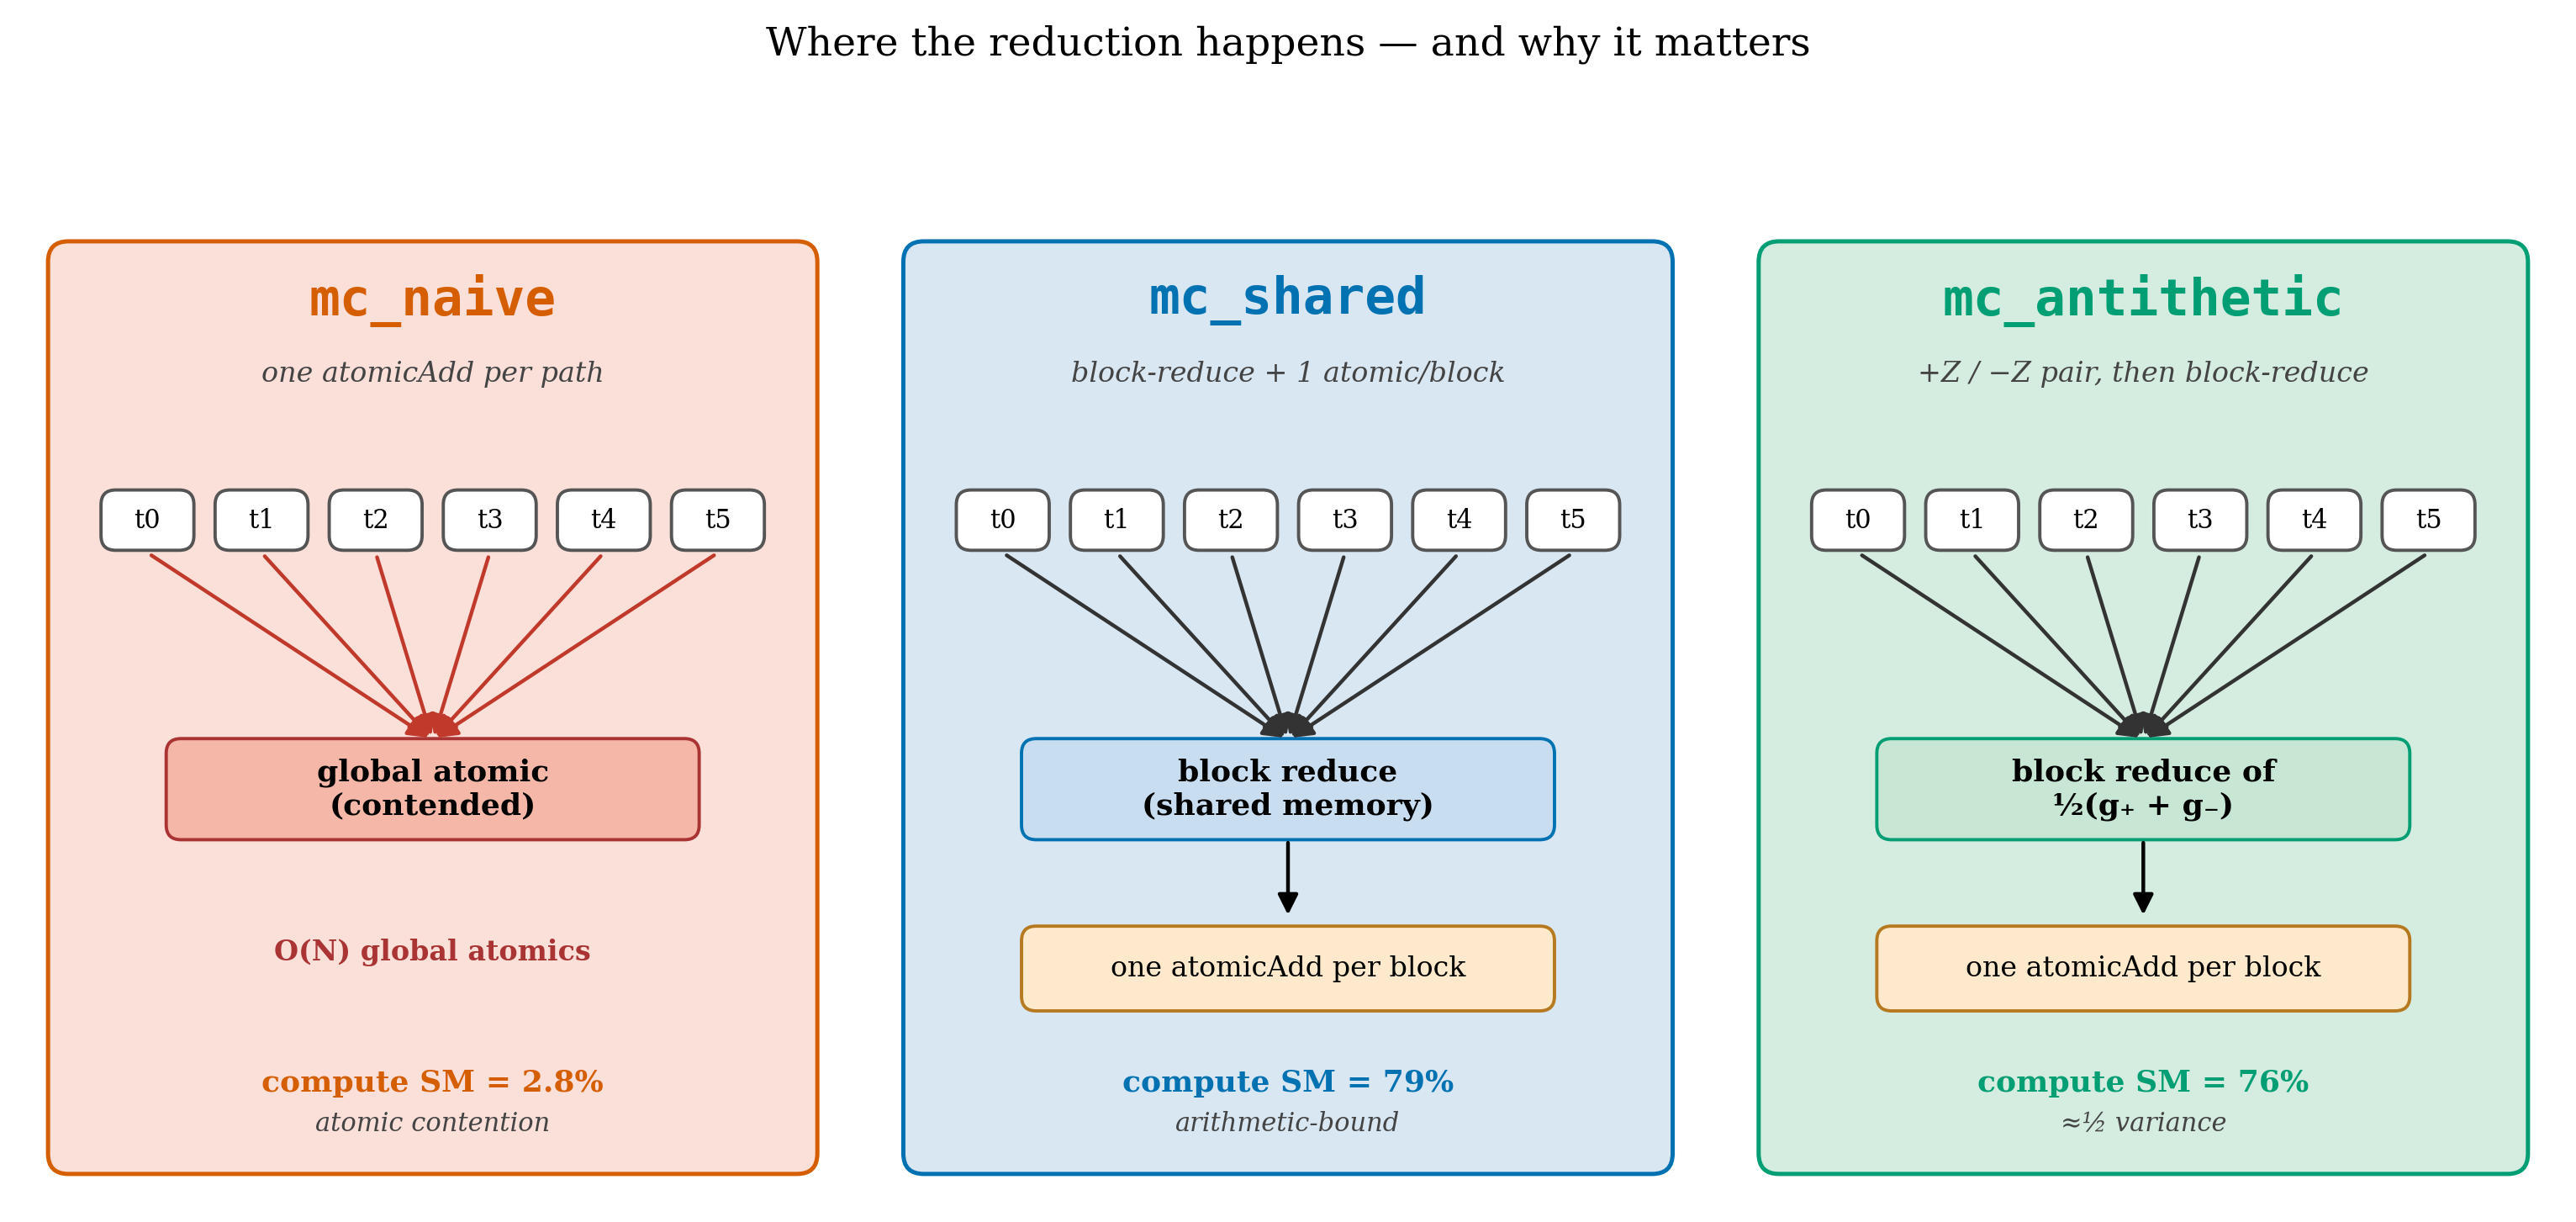 Where the reduction happens — and why it matters
mc_naive
one atomicAdd per path
t0 t1 t2 t3 t4 t5
global atomic
(contended)
O(N) global atomics
compute SM = 2.8%
atomic contention
mc_shared
block-reduce + 1 atomic/block
t0 t1 t2 t3 t4 t5
block reduce
(shared memory)
one atomicAdd per block
compute SM = 79%
arithmetic-bound
mc_antithetic
+Z / −Z pair, then block-reduce
t0 t1 t2 t3 t4 t5
block reduce of
½(g₊ + g₋)
one atomicAdd per block
compute SM = 76%
≈½ variance